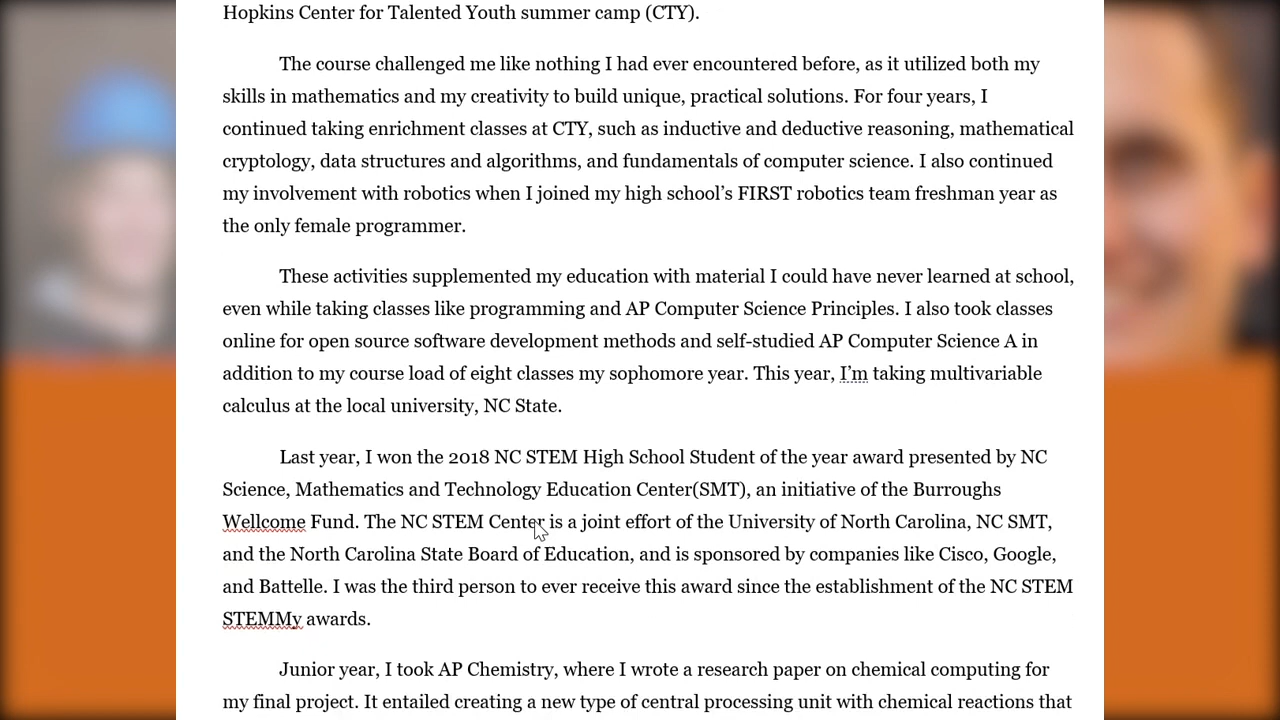 Hopkins Center for Talented Youth summer camp (CTY).
The course challenged me like nothing I had ever encountered before, as it utilized both my
skills in mathematics and my creativity to build unique, practical solutions. For four years, I
continued taking enrichment classes at CTY, such as inductive and deductive reasoning, mathematical
cryptology, data structures and algorithms, and fundamentals of computer science. I also continued
my involvement with robotics when I joined my high school’s FIRST robotics team freshman year as
the only female programmer.
These activities supplemented my education with material I could have never learned at school,
even while taking classes like programming and AP Computer Science Principles. I also took classes
online for open source software development methods and self-studied AP Computer Science A in
addition to my course load of eight classes my sophomore year. This year, I’m taking multivariable
calculus at the local university, NC State.
Last year, I won the 2018 NC STEM High School Student of the year award presented by NC
Science, Mathematics and Technology Education Center(SMT), an initiative of the Burroughs
Wellcome Fund. The NC STEM Center is a joint effort of the University of North Carolina, NC SMT,
and the North Carolina State Board of Education, and is sponsored by companies like Cisco, Google,
and Battelle. I was the third person to ever receive this award since the establishment of the NC STEM
STEMMy awards.
Junior year, I took AP Chemistry, where I wrote a research paper on chemical computing for
my final project. It entailed creating a new type of central processing unit with chemical reactions that